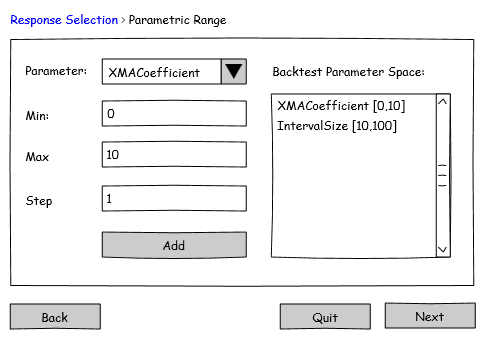 Response Selection > Parametric Range
Parameter: XMACoefficient
Min: 0
Max 10
Step 1
Add
Backtest Parameter Space:
XMACoefficient [0,10]
IntervalSize [10,100]
Back Quit Next